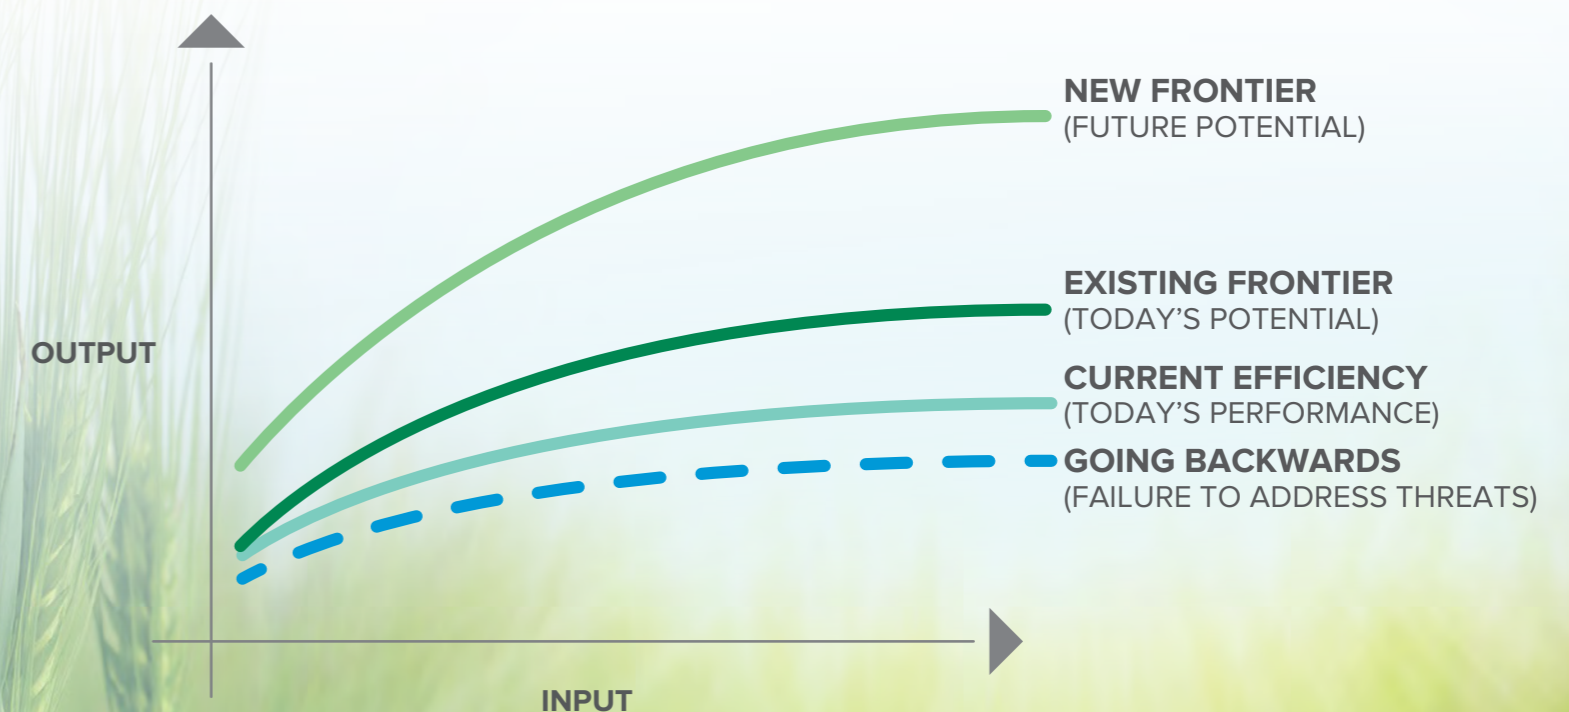 NEW FRONTIER
(FUTURE POTENTIAL)
EXISTING FRONTIER
(TODAY’S POTENTIAL)
OUTPUT
CURRENT EFFICIENCY
(TODAY’S PERFORMANCE)
GOING BACKWARDS
(FAILURE TO ADDRESS THREATS)
INPUT